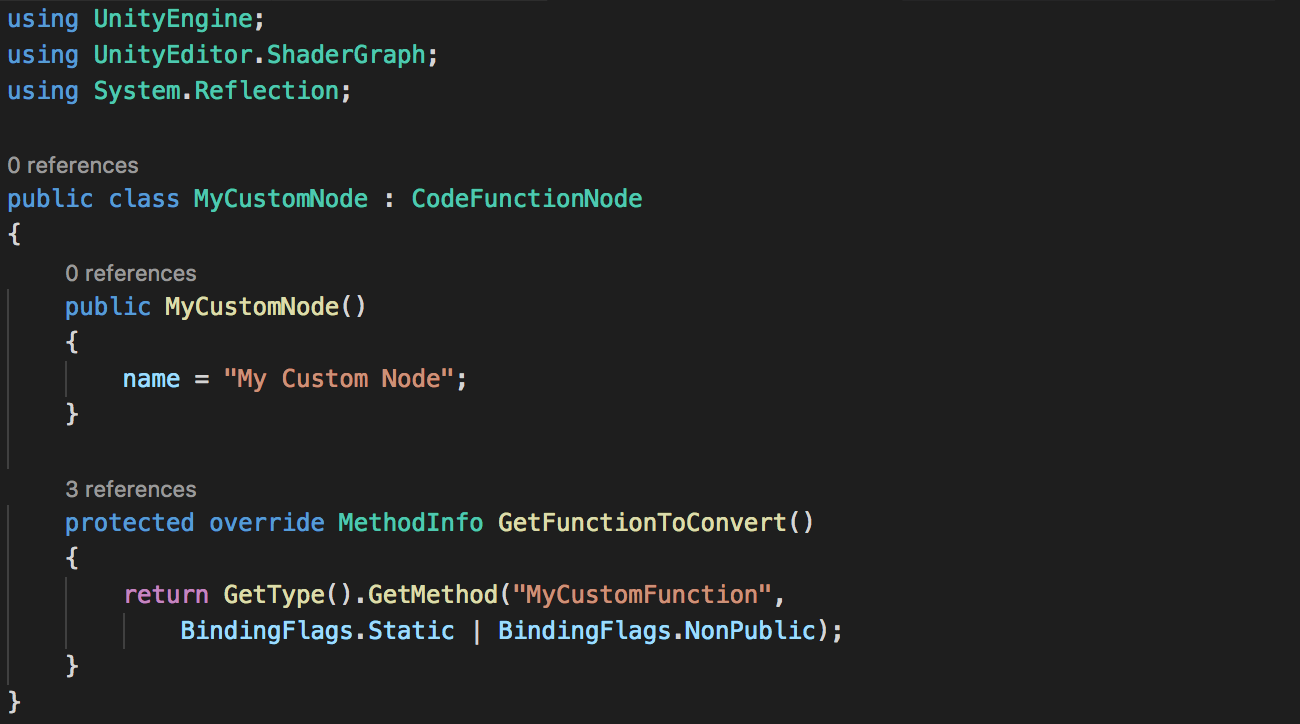 using UnityEngine;
using UnityEditor.ShaderGraph;
using System.Reflection;
0 references
public class MyCustomNode : CodeFunctionNode
{
0 references
public MyCustomNode()
{
name = "My Custom Node";
}
3 references
protected override MethodInfo GetFunctionToConvert()
{
return GetType().GetMethod("MyCustomFunction",
BindingFlags.Static | BindingFlags.NonPublic);
}
}